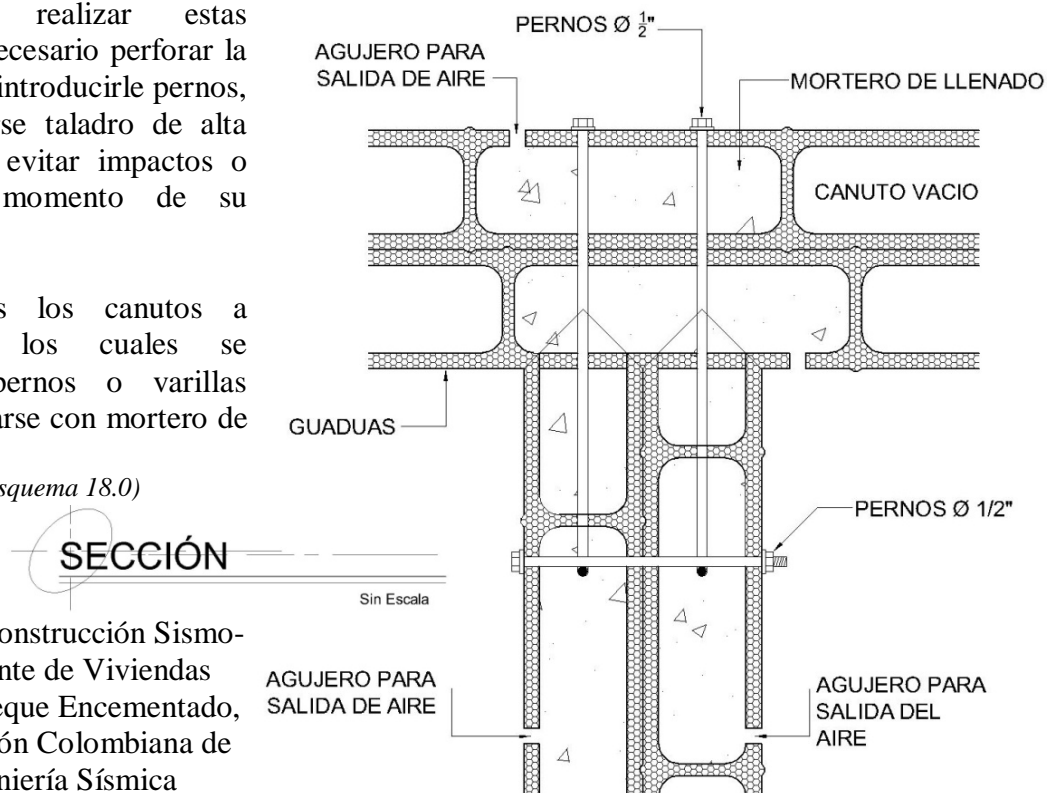 realizar estas
ecesario perforar la
introducirle pernos,
rse taladro de alta
evitar impactos o
momento de su
s los canutos a
los cuales se
pernos o varillas
arse con mortero de
squema 18.0)
SECCIÓN
Sin Escala
onstrucción Sismo-
nte de Viviendas
eque Encementado,
ón Colombiana de
niería Sísmica
PERNOS Ø 1/2"
AGUJERO PARA
SALIDA DE AIRE
MORTERO DE LLENADO
CANUTO VACIO
GUADUAS
PERNOS Ø 1/2"
AGUJERO PARA
SALIDA DE AIRE
AGUJERO PARA
SALIDA DEL
AIRE